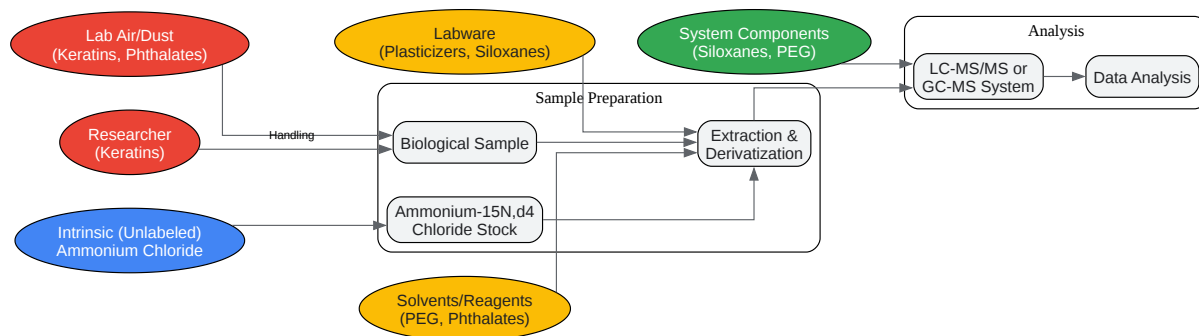 Lab Air/Dust
(Keratins, Phthalates)
Labware
(Plasticizers, Siloxanes)
System Components
(Siloxanes, PEG)
Analysis
LC-MS/MS or
GC-MS System
Data Analysis
Sample Preparation
Researcher
(Keratins)
Handling
Biological Sample
Extraction &
Derivatization
Intrinsic (Unlabeled)
Ammonium Chloride
Ammonium-15N,d4
Chloride Stock
Solvents/Reagents
(PEG, Phthalates)